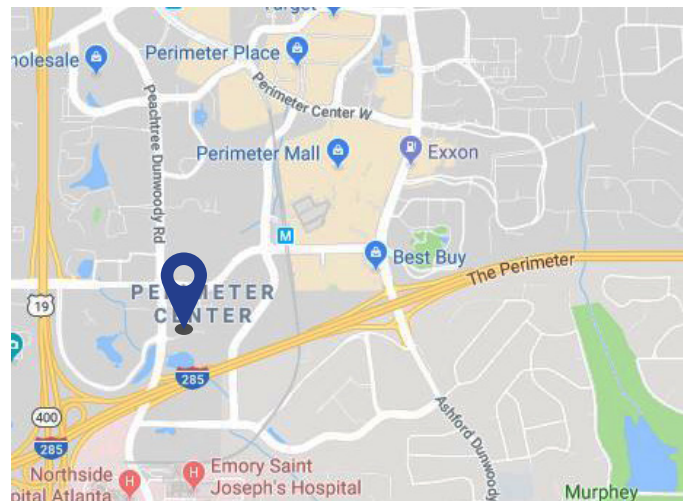 Target
Perimeter Place
holesale
Perimeter Center W
Peachtree Dunwoody Rd
Perimeter Mall
Exxon
M
Best Buy
The Perimeter
PERIMETER
CENTER
19
285
400
285
Ashford Dunwoody
H
H
Northside
pital Atlanta
Emory Saint
Joseph's Hospital
Murphey